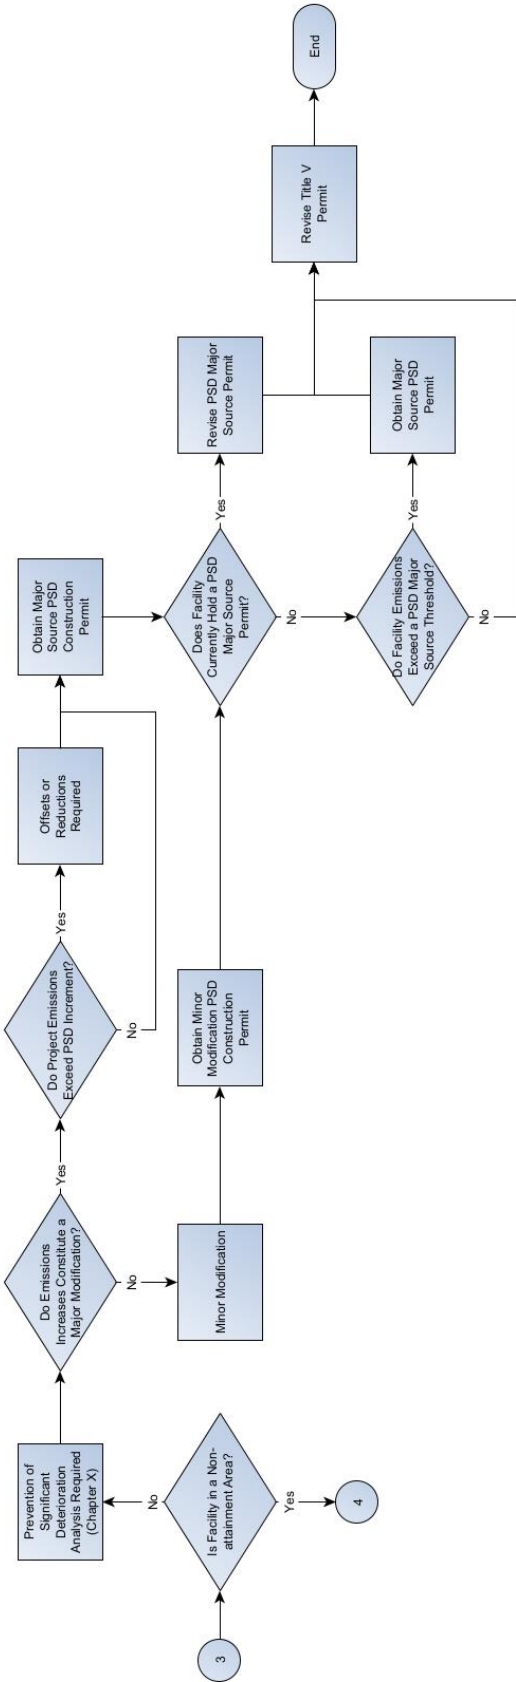 3
Is Facility in a Non-
attainment Area?
No
Yes
4
Prevention of
Significant
Deterioration
Analysis Required
(Chapter X)
Do Emissions
Increases Constitute a
Major Modification?
Yes
No
Minor Modification
Obtain Minor
Modification PSD
Construction
Permit
Do Project Emissions
Exceed PSD Increment?
Yes
No
Offsets or
Reductions
Required
Obtain Major
Source PSD
Construction
Permit
Does Facility
Currently Hold a PSD
Major Source
Permit?
Yes
No
Revise PSD Major
Source Permit
Do Facility Emissions
Exceed a PSD Major
Source Threshold?
Yes
No
Obtain Major
Source PSD
Permit
Revise Title V
Permit
End